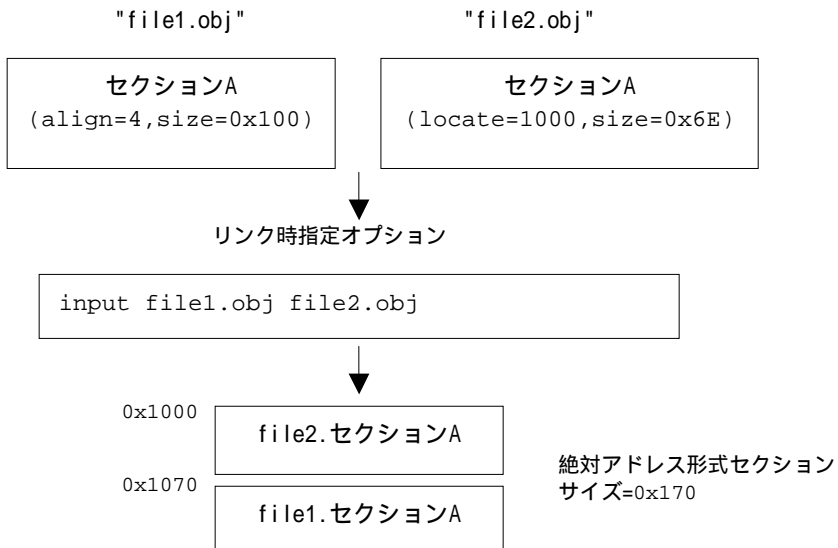 "file1.obj" "file2.obj"
セクションA
(align=4,size=0x100)
セクションA
(locate=1000,size=0x6E)
リンク時指定オプション
input file1.obj file2.obj
0x1000
file2.セクションA
0x1070
file1.セクションA
絶対アドレス形式セクション
サイズ=0x170